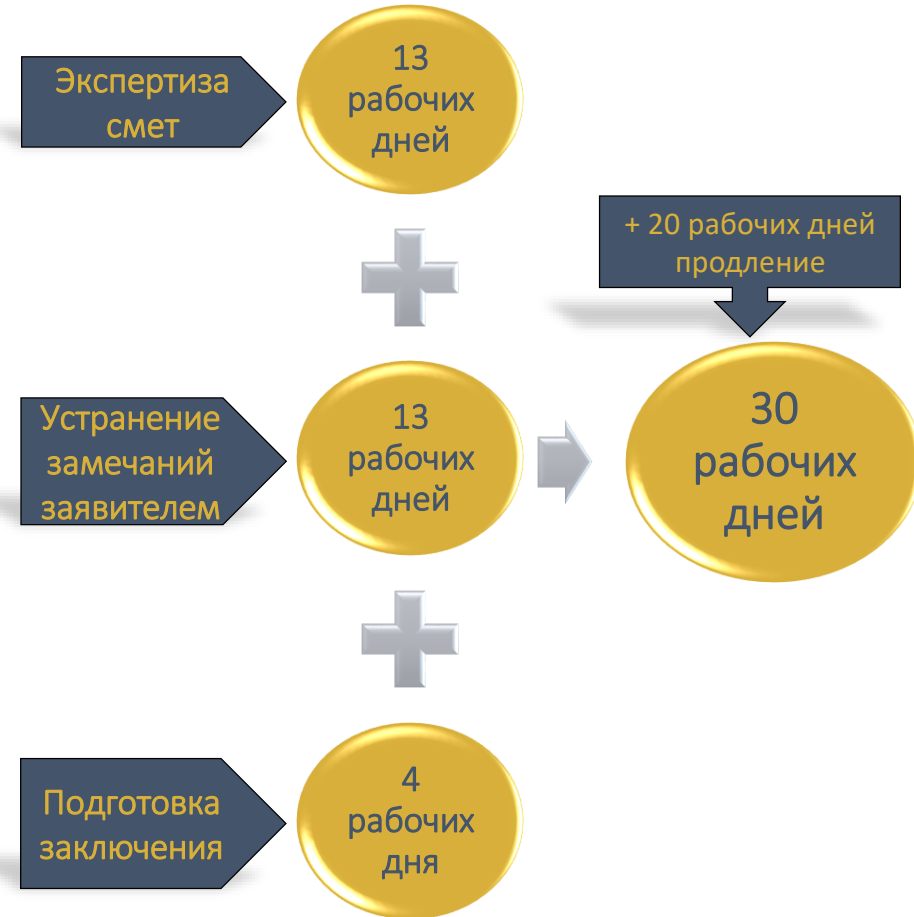 Экспертиза
смет
13
рабочих
дней
+ 20 рабочих дней
продление
Устранение
замечаний
заявителем
13
рабочих
дней
30
рабочих
дней
Подготовка
заключения
4
рабочих
дня